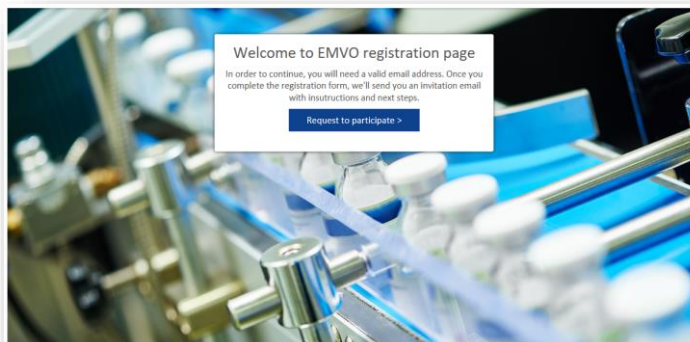 Welcome to EMVO registration page
In order to continue, you will need a valid email address. Once you
complete the registration form, we'll send you an invitation email
with insutructions and next steps.
Request to participate >